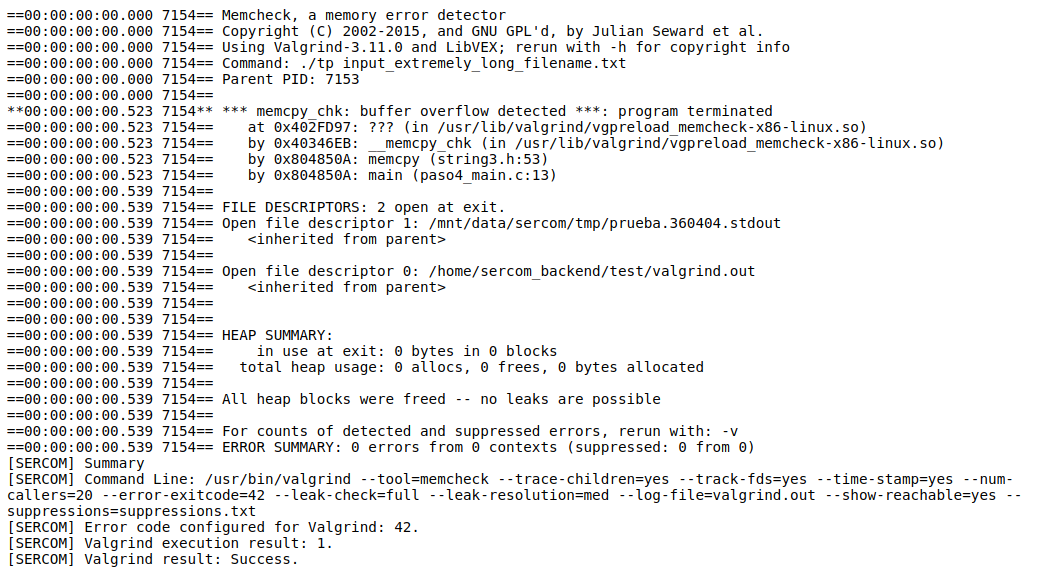 ==00:00:00:00.000 7154== Memcheck, a memory error detector
==00:00:00:00.000 7154== Copyright (C) 2002-2015, and GNU GPL'd, by Julian Seward et al.
==00:00:00:00.000 7154== Using Valgrind-3.11.0 and LibVEX; rerun with -h for copyright info
==00:00:00:00.000 7154== Command: ./tp input_extremely_long_filename.txt
==00:00:00:00.000 7154== Parent PID: 7153
==00:00:00:00.000 7154==
**00:00:00:00.523 7154** *** memcpy_chk: buffer overflow detected ***: program terminated
==00:00:00:00.523 7154==    at 0x402FD97: ??? (in /usr/lib/valgrind/vgpreload_memcheck-x86-linux.so)
==00:00:00:00.523 7154==    by 0x40346EB: __memcpy_chk (in /usr/lib/valgrind/vgpreload_memcheck-x86-linux.so)
==00:00:00:00.523 7154==    by 0x804850A: memcpy (string3.h:53)
==00:00:00:00.523 7154==    by 0x804850A: main (paso4_main.c:13)
==00:00:00:00.539 7154==
==00:00:00:00.539 7154== FILE DESCRIPTORS: 2 open at exit.
==00:00:00:00.539 7154== Open file descriptor 1: /mnt/data/sercom/tmp/prueba.360404.stdout
==00:00:00:00.539 7154==    <inherited from parent>
==00:00:00:00.539 7154==
==00:00:00:00.539 7154== Open file descriptor 0: /home/sercom_backend/test/valgrind.out
==00:00:00:00.539 7154==    <inherited from parent>
==00:00:00:00.539 7154==
==00:00:00:00.539 7154==
==00:00:00:00.539 7154== HEAP SUMMARY:
==00:00:00:00.539 7154==     in use at exit: 0 bytes in 0 blocks
==00:00:00:00.539 7154==   total heap usage: 0 allocs, 0 frees, 0 bytes allocated
==00:00:00:00.539 7154==
==00:00:00:00.539 7154== All heap blocks were freed -- no leaks are possible
==00:00:00:00.539 7154==
==00:00:00:00.539 7154== For counts of detected and suppressed errors, rerun with: -v
==00:00:00:00.539 7154== ERROR SUMMARY: 0 errors from 0 contexts (suppressed: 0 from 0)
[SERCOM] Summary
[SERCOM] Command Line: /usr/bin/valgrind --tool=memcheck --trace-children=yes --track-fds=yes --time-stamp=yes --num-
callers=20 --error-exitcode=42 --leak-check=full --leak-resolution=med --log-file=valgrind.out --show-reachable=yes --
suppressions=suppressions.txt
[SERCOM] Error code configured for Valgrind: 42.
[SERCOM] Valgrind execution result: 1.
[SERCOM] Valgrind result: Success.